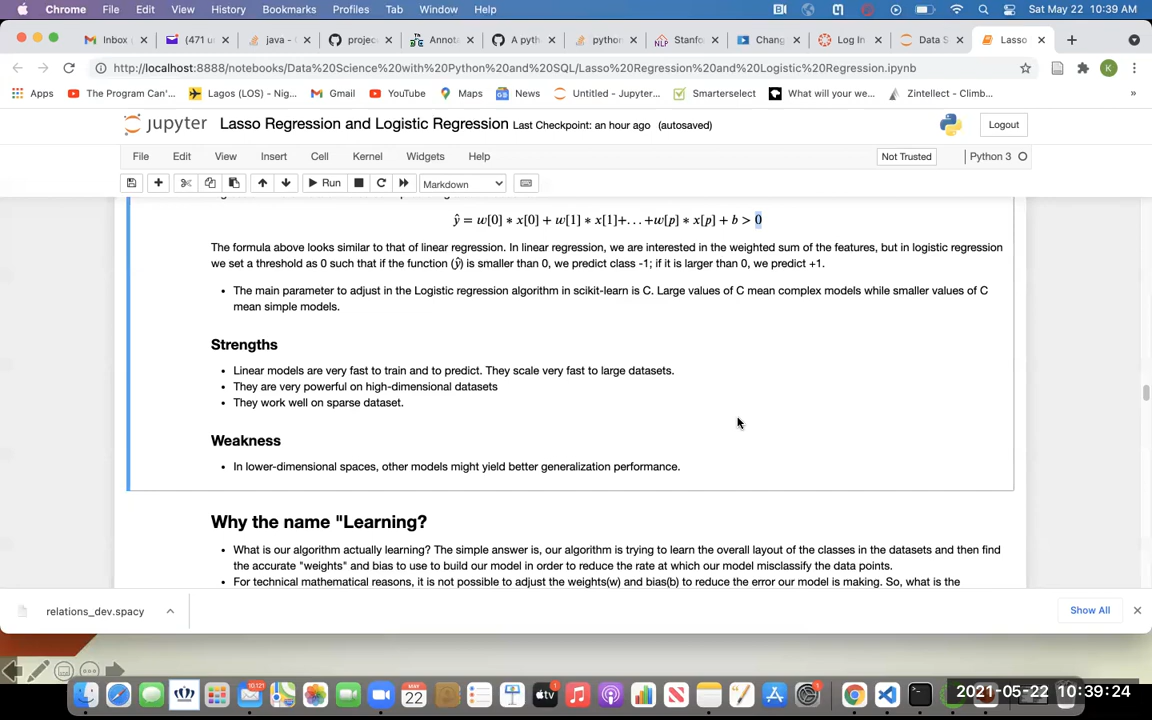 Chrome File Edit View History Bookmarks Profiles Tab Window Help Sat May 22 10:39 AM
Inbox (471 u java - projec Annota A pyth python Stanfo Chang Log In Data S Lasso
http://localhost:8888/notebooks/Data%20Science%20with%20Python%20and%20SQL/Lasso%20Regression%20and%20Logistic%20Regression.ipynb
Apps The Program Can'... Lagos (LOS) – Nig... Gmail YouTube Maps News Untitled - Jupyter... Smarterselect What will your we... Zintellect - Climb... »
jupyter Lasso Regression and Logistic Regression Last Checkpoint: an hour ago (autosaved) Logout
File Edit View Insert Cell Kernel Widgets Help Not Trusted Python 3
Run Markdown
ŷ = w[0] ∗ x[0] + w[1] ∗ x[1]+. . . +w[p] ∗ x[p] + b > 0
The formula above looks similar to that of linear regression. In linear regression, we are interested in the weighted sum of the features, but in logistic regression
we set a threshold as 0 such that if the function (ŷ) is smaller than 0, we predict class -1; if it is larger than 0, we predict +1.
• The main parameter to adjust in the Logistic regression algorithm in scikit-learn is C. Large values of C mean complex models while smaller values of C
mean simple models.
Strengths
• Linear models are very fast to train and to predict. They scale very fast to large datasets.
• They are very powerful on high-dimensional datasets
• They work well on sparse dataset.
Weakness
• In lower-dimensional spaces, other models might yield better generalization performance.
Why the name "Learning?
• What is our algorithm actually learning? The simple answer is, our algorithm is trying to learn the overall layout of the classes in the datasets and then find
the accurate "weights" and bias to use to build our model in order to reduce the rate at which our model misclassify the data points.
• For technical mathematical reasons, it is not possible to adjust the weights(w) and bias(b) to reduce the error our model is making. So, what is the
relations_dev.spacy Show All
2021-05-22 10:39:24